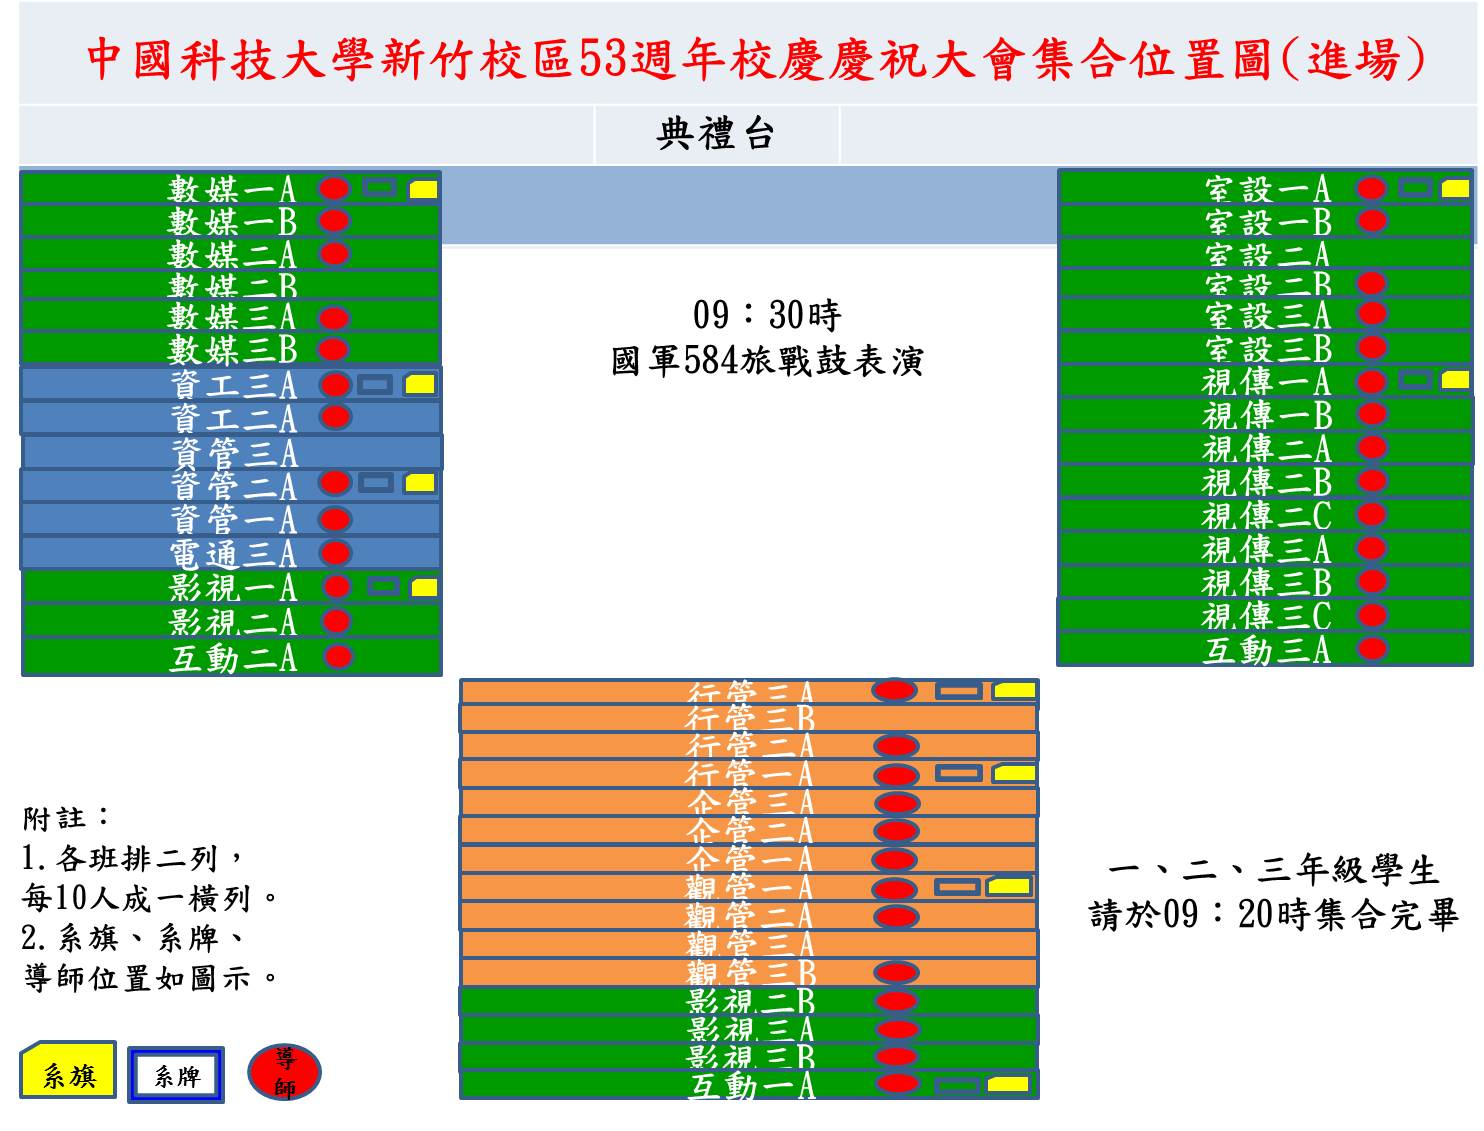 中國科技大學新竹校區53週年校慶慶祝大會集合位置圖(進場)
典禮台
數媒一A
數媒一B
數媒二A
數媒二B
數媒三A
數媒三B
資工三A
資工二A
資管三A
資管二A
資管一A
電通三A
影視一A
影視二A
互動二A
09：30時
國軍584旅戰鼓表演
室設一A
室設一B
室設二A
室設二B
室設三A
室設三B
視傳一A
視傳一B
視傳二A
視傳二B
視傳二C
視傳三A
視傳三B
視傳三C
互動三A
行管三A
行管三B
行管二A
行管一A
企管三A
企管二A
企管一A
觀管一A
觀管二A
觀管三A
觀管三B
影視二B
影視三A
影視三B
互動一A
附註：
1.各班排二列，
每10人成一橫列。
2.系旗、系牌、
導師位置如圖示。
系旗
系牌
導
師
一、二、三年級學生
請於09：20時集合完畢